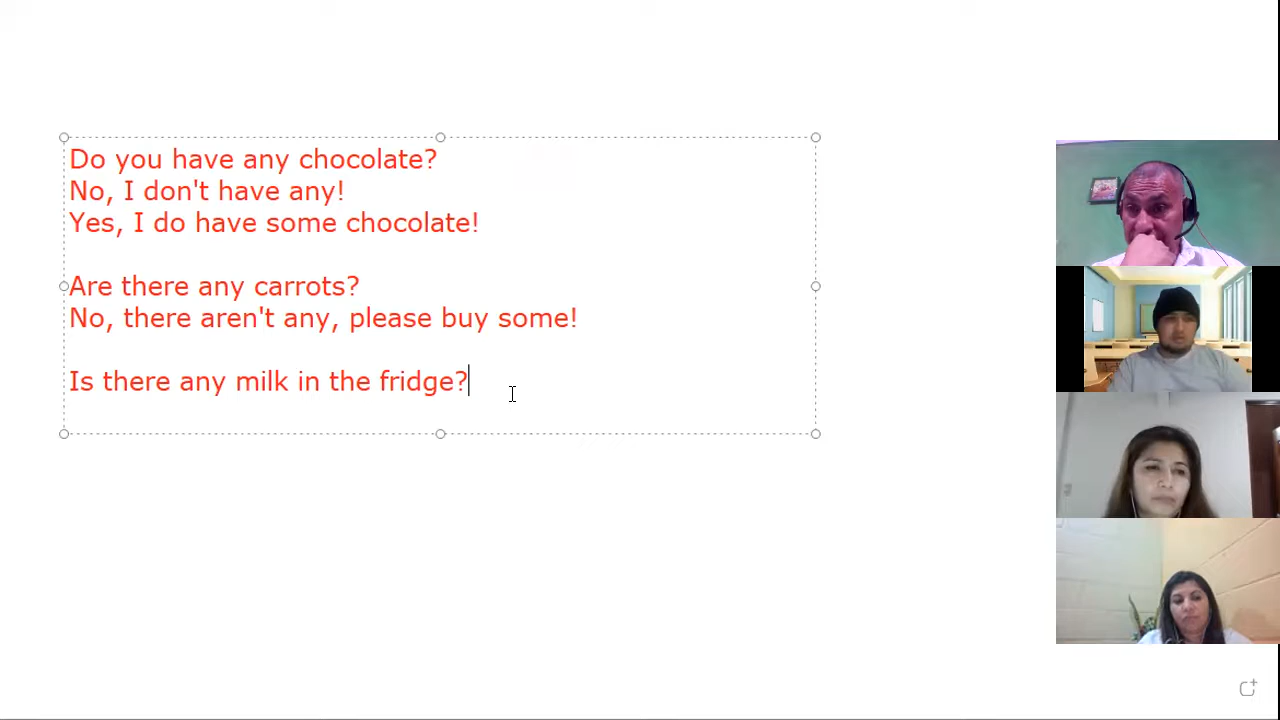 Do you have any chocolate?
No, I don't have any!
Yes, I do have some chocolate!
Are there any carrots?
No, there aren't any, please buy some!
Is there any milk in the fridge?